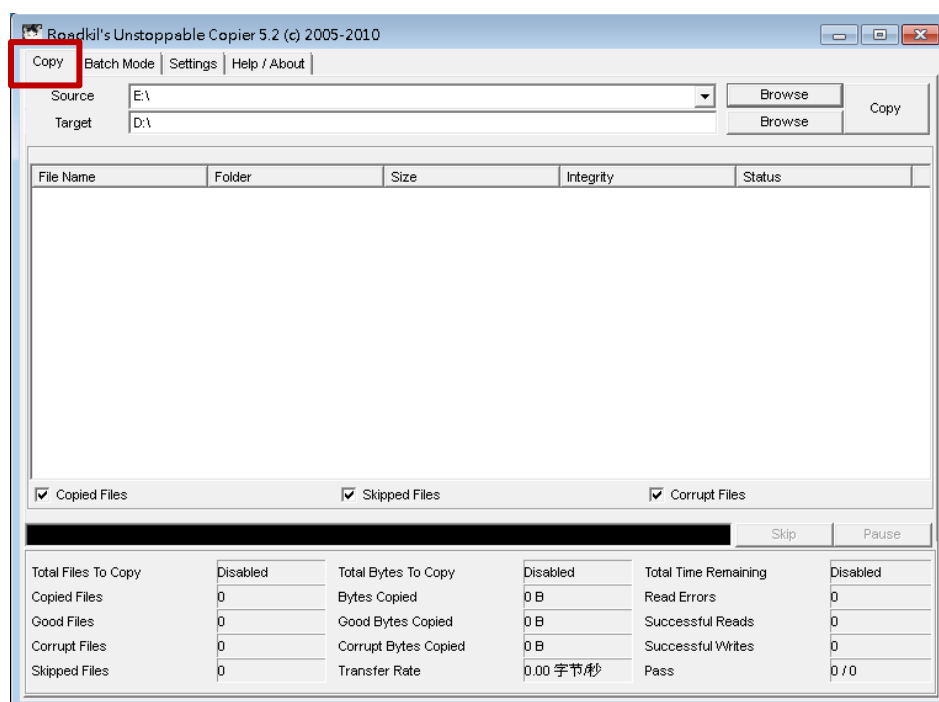 Roadkil's Unstoppable Copier 5.2 (c) 2005-2010
Copy Batch Mode Settings Help / About
Source E:\ Browse Copy
Target D:\ Browse
File Name Folder Size Integrity Status
Copied Files Skipped Files Corrupt Files
Skip Pause
Total Files To Copy Disabled Total Bytes To Copy Disabled Total Time Remaining Disabled
Copied Files 0 Bytes Copied 0 B Read Errors 0
Good Files 0 Good Bytes Copied 0 B Successful Reads 0
Corrupt Files 0 Corrupt Bytes Copied 0 B Successful Writes 0
Skipped Files 0 Transfer Rate 0.00 字节/秒 Pass 0 / 0